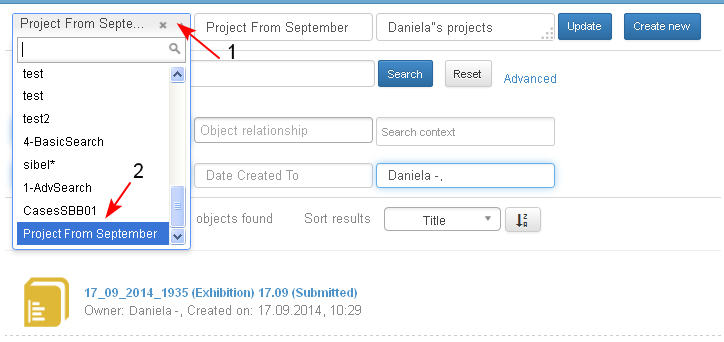 Project From Septe... × Project From September Daniela"s projects Update Create new
1
Search Reset Advanced
test
test
test2
4-BasicSearch
sibel*
1-AdvSearch
CasesSBB01
Project From September
2
Object relationship Search context
Date Created To Daniela -,
objects found Sort results Title
17_09_2014_1935 (Exhibition) 17.09 (Submitted)
Owner: Daniela -, Created on: 17.09.2014, 10:29